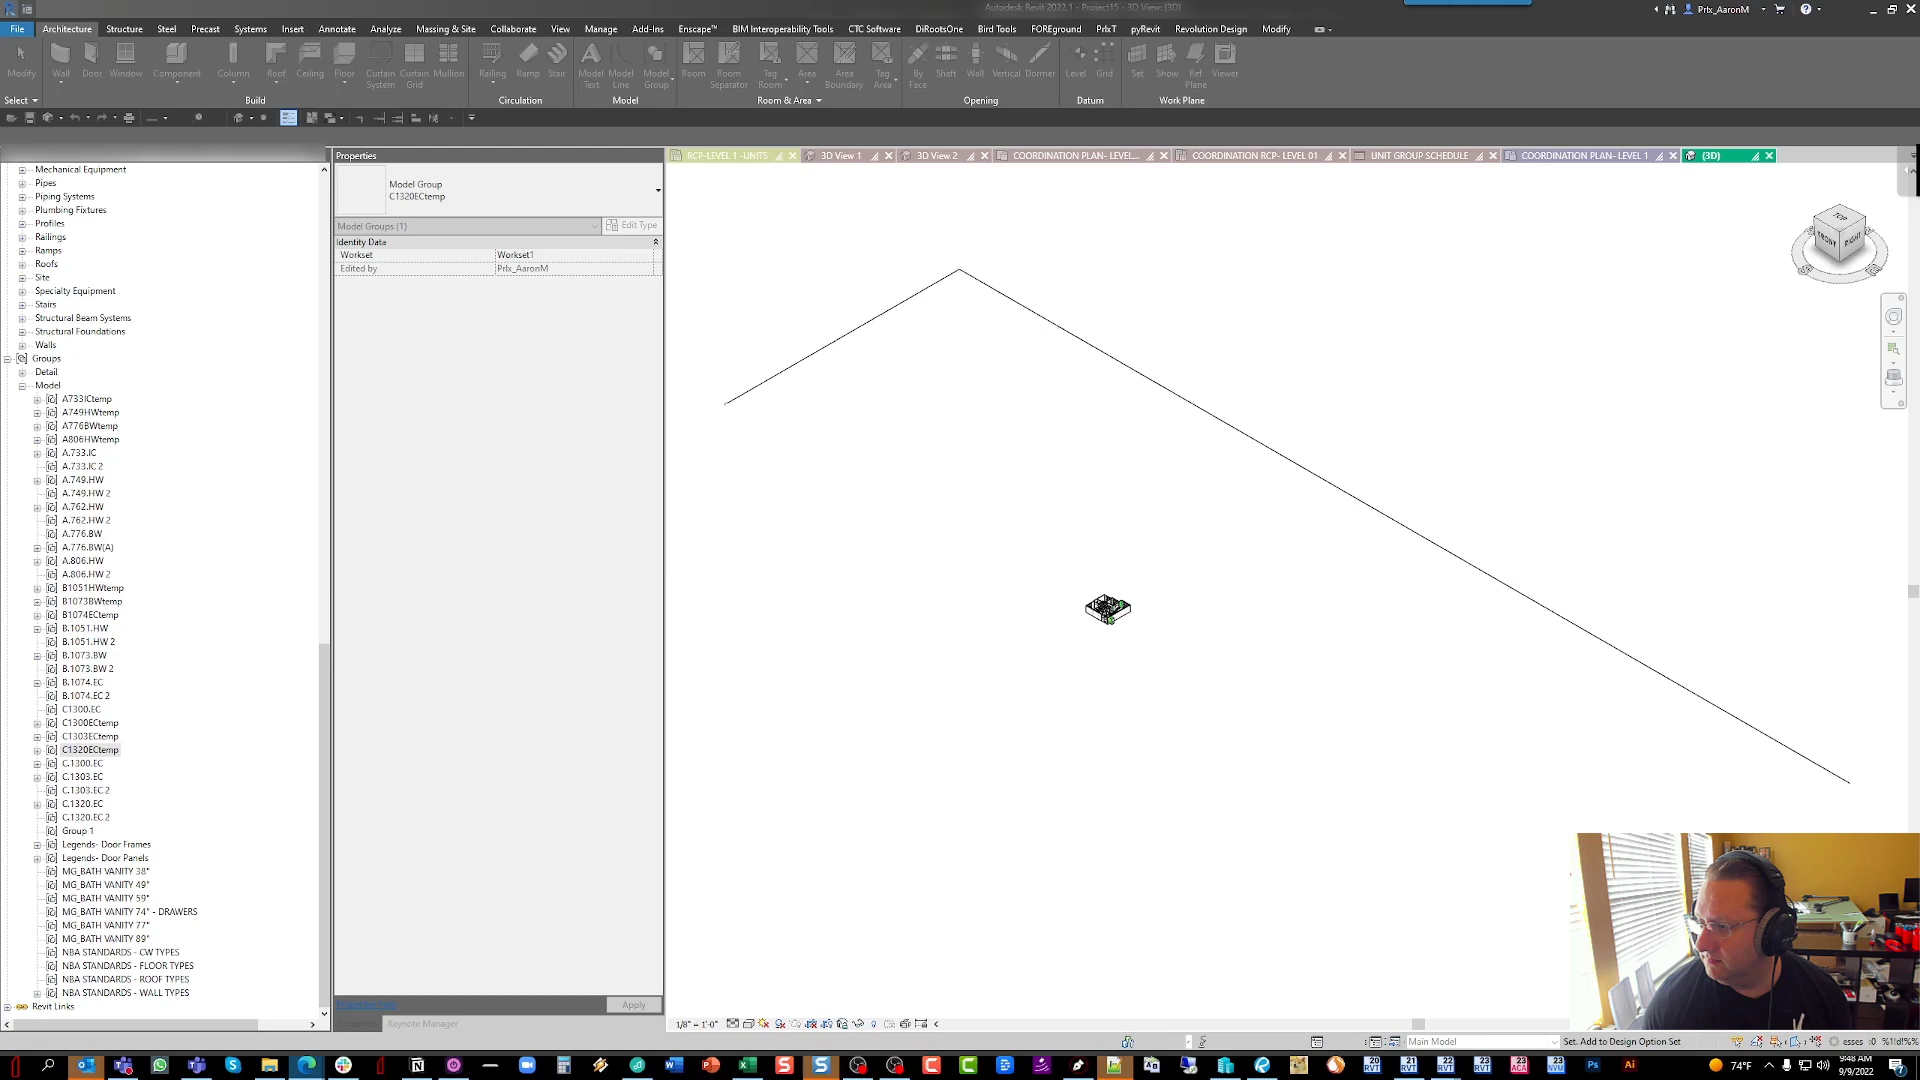 Autodesk Revit 2022.1 - Project15 - 3D View: {3D}
Prlx_AaronM
File Architecture Structure Steel Precast Systems Insert Annotate Analyze Massing & Site Collaborate View Manage Add-Ins Enscape™ BIM Interoperability Tools CTC Software DiRootsOne Bird Tools FOREground PrlxT pyRevit Revolution Design Modify
Modify Wall Door Window Component Column Roof Ceiling Floor Curtain System Curtain Grid Mullion Railing Ramp Stair Model Text Model Line Model Group Room Room Separator Tag Room Area Area Boundary Tag Area By Face Shaft Wall Vertical Dormer Level Grid Set Show Ref Plane Viewer
Select Build Circulation Model Room & Area Opening Datum Work Plane
Properties
RCP-LEVEL 1 -UNITS 3D View 1 3D View 2 COORDINATION PLAN- LEVEL... COORDINATION RCP- LEVEL 01 UNIT GROUP SCHEDULE COORDINATION PLAN- LEVEL 1 {3D}
Mechanical Equipment
Pipes
Piping Systems
Plumbing Fixtures
Profiles
Railings
Ramps
Roofs
Site
Specialty Equipment
Stairs
Structural Beam Systems
Structural Foundations
Walls
Groups
Detail
Model
A733ICtemp
A749HWtemp
A776BWtemp
A806HWtemp
A.733.IC
A.733.IC 2
A.749.HW
A.749.HW 2
A.762.HW
A.762.HW 2
A.776.BW
A.776.BW(A)
A.806.HW
A.806.HW 2
B1051HWtemp
B1073BWtemp
B1074ECtemp
B.1051.HW
B.1051.HW 2
B.1073.BW
B.1073.BW 2
B.1074.EC
B.1074.EC 2
C1300.EC
C1300ECtemp
C1303ECtemp
C1320ECtemp
C.1300.EC
C.1303.EC
C.1303.EC 2
C.1320.EC
C.1320.EC 2
Group 1
Legends- Door Frames
Legends- Door Panels
MG_BATH VANITY 38"
MG_BATH VANITY 49"
MG_BATH VANITY 59"
MG_BATH VANITY 74" - DRAWERS
MG_BATH VANITY 77"
MG_BATH VANITY 89"
NBA STANDARDS - CW TYPES
NBA STANDARDS - FLOOR TYPES
NBA STANDARDS - ROOF TYPES
NBA STANDARDS - WALL TYPES
Revit Links
Model Group
C1320ECtemp
Model Groups (1)
Edit Type
Identity Data
Workset Workset1
Edited by Prlx_AaronM
Apply
Keynote Manager
TOP
FRONT RIGHT
1/8" = 1'-0"
Main Model
Set. Add to Design Option Set
esses :0 %1!d!%%
74°F
9:48 AM
9/9/2022